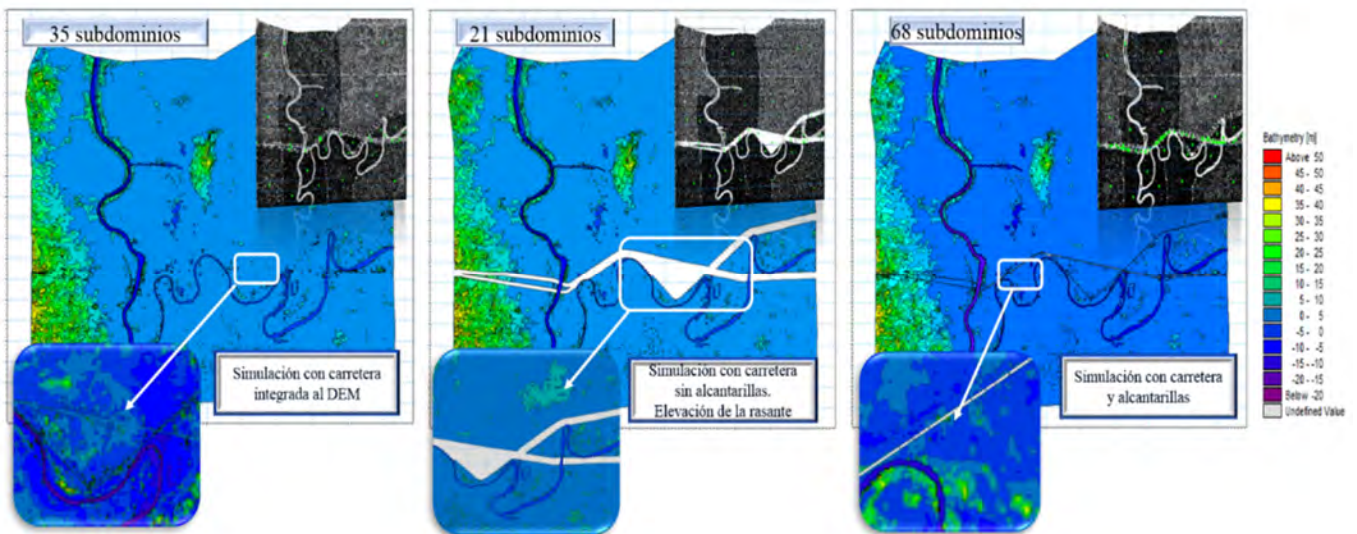 35 subdominios
21 subdominios
68 subdominios
Simulación con carretera
integrada al DEM
Simulación con carretera
sin alcantarillas.
Elevación de la rasante
Simulación con carretera
y alcantarillas
Bathymetry [m]
Above 50
45 - 50
40 - 45
35 - 40
30 - 35
25 - 30
20 - 25
15 - 20
10 - 15
5 - 10
0 - 5
-5 - 0
-10 - -5
-15 - -10
-20 - -15
Below -20
Undefined Value